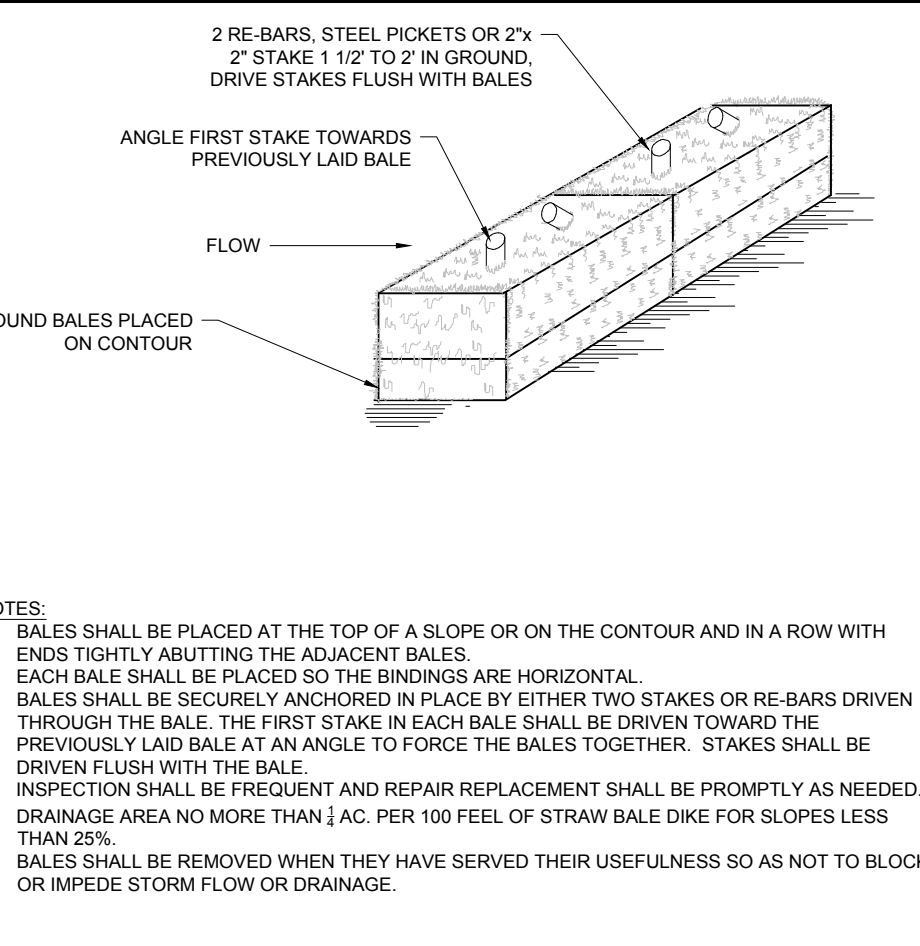 2 RE-BARS, STEEL PICKETS OR 2"x
2" STAKE 1 1/2' TO 2' IN GROUND,
DRIVE STAKES FLUSH WITH BALES
ANGLE FIRST STAKE TOWARDS
PREVIOUSLY LAID BALE
FLOW
OUND BALES PLACED
ON CONTOUR
OTES:
BALES SHALL BE PLACED AT THE TOP OF A SLOPE OR ON THE CONTOUR AND IN A ROW WITH
ENDS TIGHTLY ABUTTING THE ADJACENT BALES.
EACH BALE SHALL BE PLACED SO THE BINDINGS ARE HORIZONTAL.
BALES SHALL BE SECURELY ANCHORED IN PLACE BY EITHER TWO STAKES OR RE-BARS DRIVEN
THROUGH THE BALE. THE FIRST STAKE IN EACH BALE SHALL BE DRIVEN TOWARD THE
PREVIOUSLY LAID BALE AT AN ANGLE TO FORCE THE BALES TOGETHER. STAKES SHALL BE
DRIVEN FLUSH WITH THE BALE.
INSPECTION SHALL BE FREQUENT AND REPAIR REPLACEMENT SHALL BE PROMPTLY AS NEEDED.
DRAINAGE AREA NO MORE THAN 1/4 AC. PER 100 FEEL OF STRAW BALE DIKE FOR SLOPES LESS
THAN 25%.
BALES SHALL BE REMOVED WHEN THEY HAVE SERVED THEIR USEFULNESS SO AS NOT TO BLOCK
OR IMPEDE STORM FLOW OR DRAINAGE.